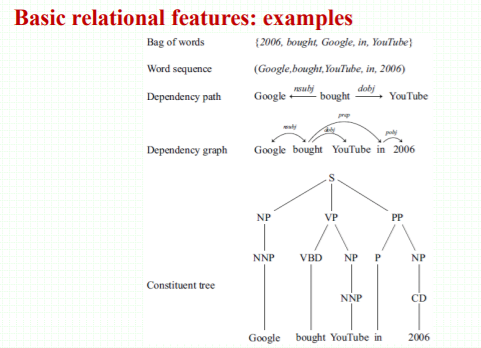 Basic relational features: examples
Bag of words {2006, bought, Google, in, YouTube}
Word sequence (Google,bought,YouTube, in, 2006)
Dependency path Google nsubj bought dobj YouTube
prep
nsubj dobj pobj
Dependency graph Google bought YouTube in 2006
S
NP VP PP
NNP VBD NP P NP
Constituent tree
NNP CD
Google bought YouTube in 2006